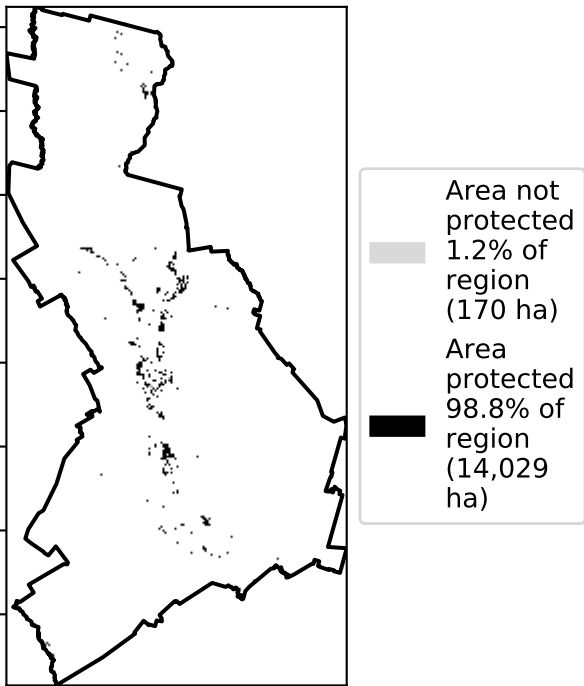 Area not
protected
1.2% of
region
(170 ha)
Area
protected
98.8% of
region
(14,029
ha)